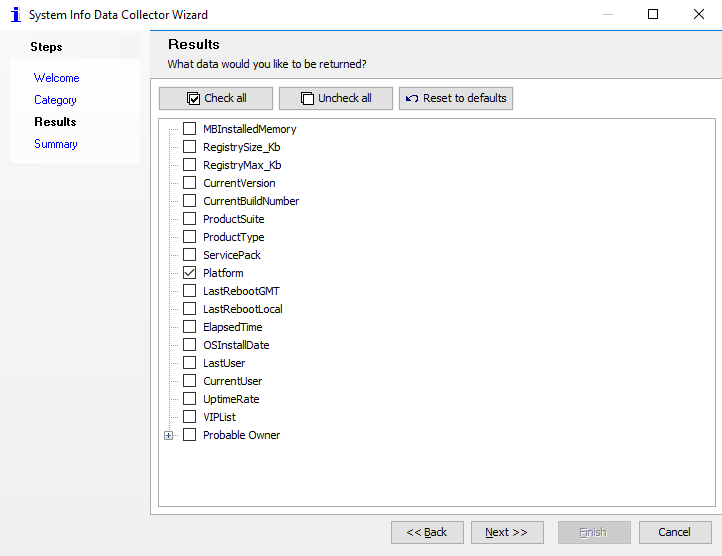 System Info Data Collector Wizard
Steps
Welcome
Category
Results
Summary
Results
What data would you like to be returned?
Check all
Uncheck all
Reset to defaults
MBInstalledMemory
RegistrySize_Kb
RegistryMax_Kb
CurrentVersion
CurrentBuildNumber
ProductSuite
ProductType
ServicePack
Platform
LastRebootGMT
LastRebootLocal
ElapsedTime
OSInstallDate
LastUser
CurrentUser
UptimeRate
VIPList
Probable Owner
<< Back
Next >>
Finish
Cancel